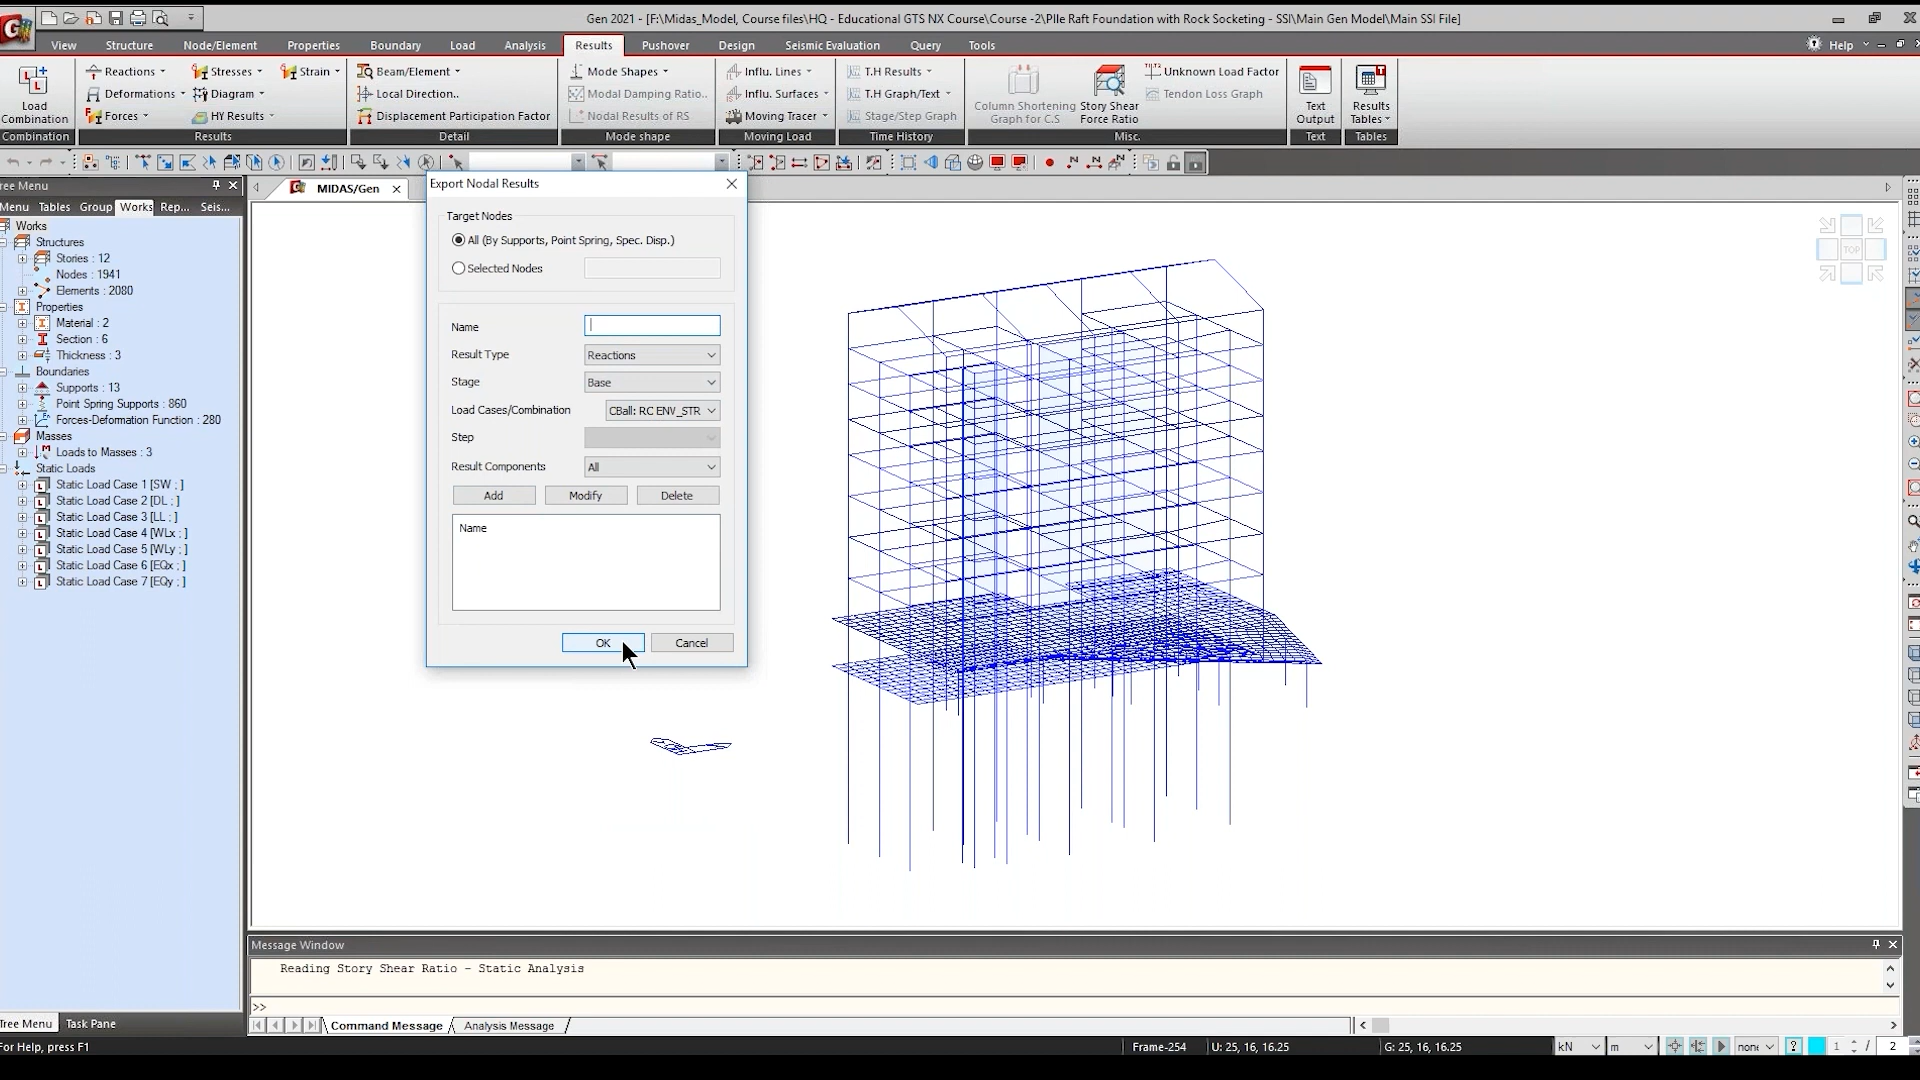 Gen 2021 - [F:\Midas_Model, Course files\HQ - Educational GTS NX Course\Course -2\PIle Raft Foundation with Rock Socketing - SSI\Main Gen Model\Main SSI File]
View Structure Node/Element Properties Boundary Load Analysis Results Pushover Design Seismic Evaluation Query Tools Help
Reactions Stresses Strain Beam/Element Mode Shapes Influ. Lines T.H Results Unknown Load Factor
Deformations Diagram Local Direction.. Modal Damping Ratio.. Influ. Surfaces T.H Graph/Text Tendon Loss Graph
Forces HY Results Displacement Participation Factor Nodal Results of RS Moving Tracer Stage/Step Graph
Load Combination
Column Shortening Graph for C.S
Story Shear Force Ratio
Text Output
Results Tables
Combination Results Detail Mode shape Moving Load Time History Misc. Text Tables
ree Menu
MIDAS/Gen
Menu Tables Group Works Rep... Seis...
Works
Structures
Stories : 12
Nodes : 1941
Elements : 2080
Properties
Material : 2
Section : 6
Thickness : 3
Boundaries
Supports : 13
Point Spring Supports : 860
Forces-Deformation Function : 280
Masses
Loads to Masses : 3
Static Loads
Static Load Case 1 [SW ; ]
Static Load Case 2 [DL ; ]
Static Load Case 3 [LL ; ]
Static Load Case 4 [WLx ; ]
Static Load Case 5 [WLy ; ]
Static Load Case 6 [EQx ; ]
Static Load Case 7 [EQy ; ]
Export Nodal Results
Target Nodes
All (By Supports, Point Spring, Spec. Disp.)
Selected Nodes
Name
Result Type Reactions
Stage Base
Load Cases/Combination CBall: RC ENV_STR
Step
Result Components All
Add Modify Delete
Name
OK Cancel
TOP
Message Window
Reading Story Shear Ratio - Static Analysis
>>
Command Message Analysis Message
Tree Menu Task Pane
For Help, press F1
Frame-254 U: 25, 16, 16.25 G: 25, 16, 16.25 kN m none ? 1 / 2